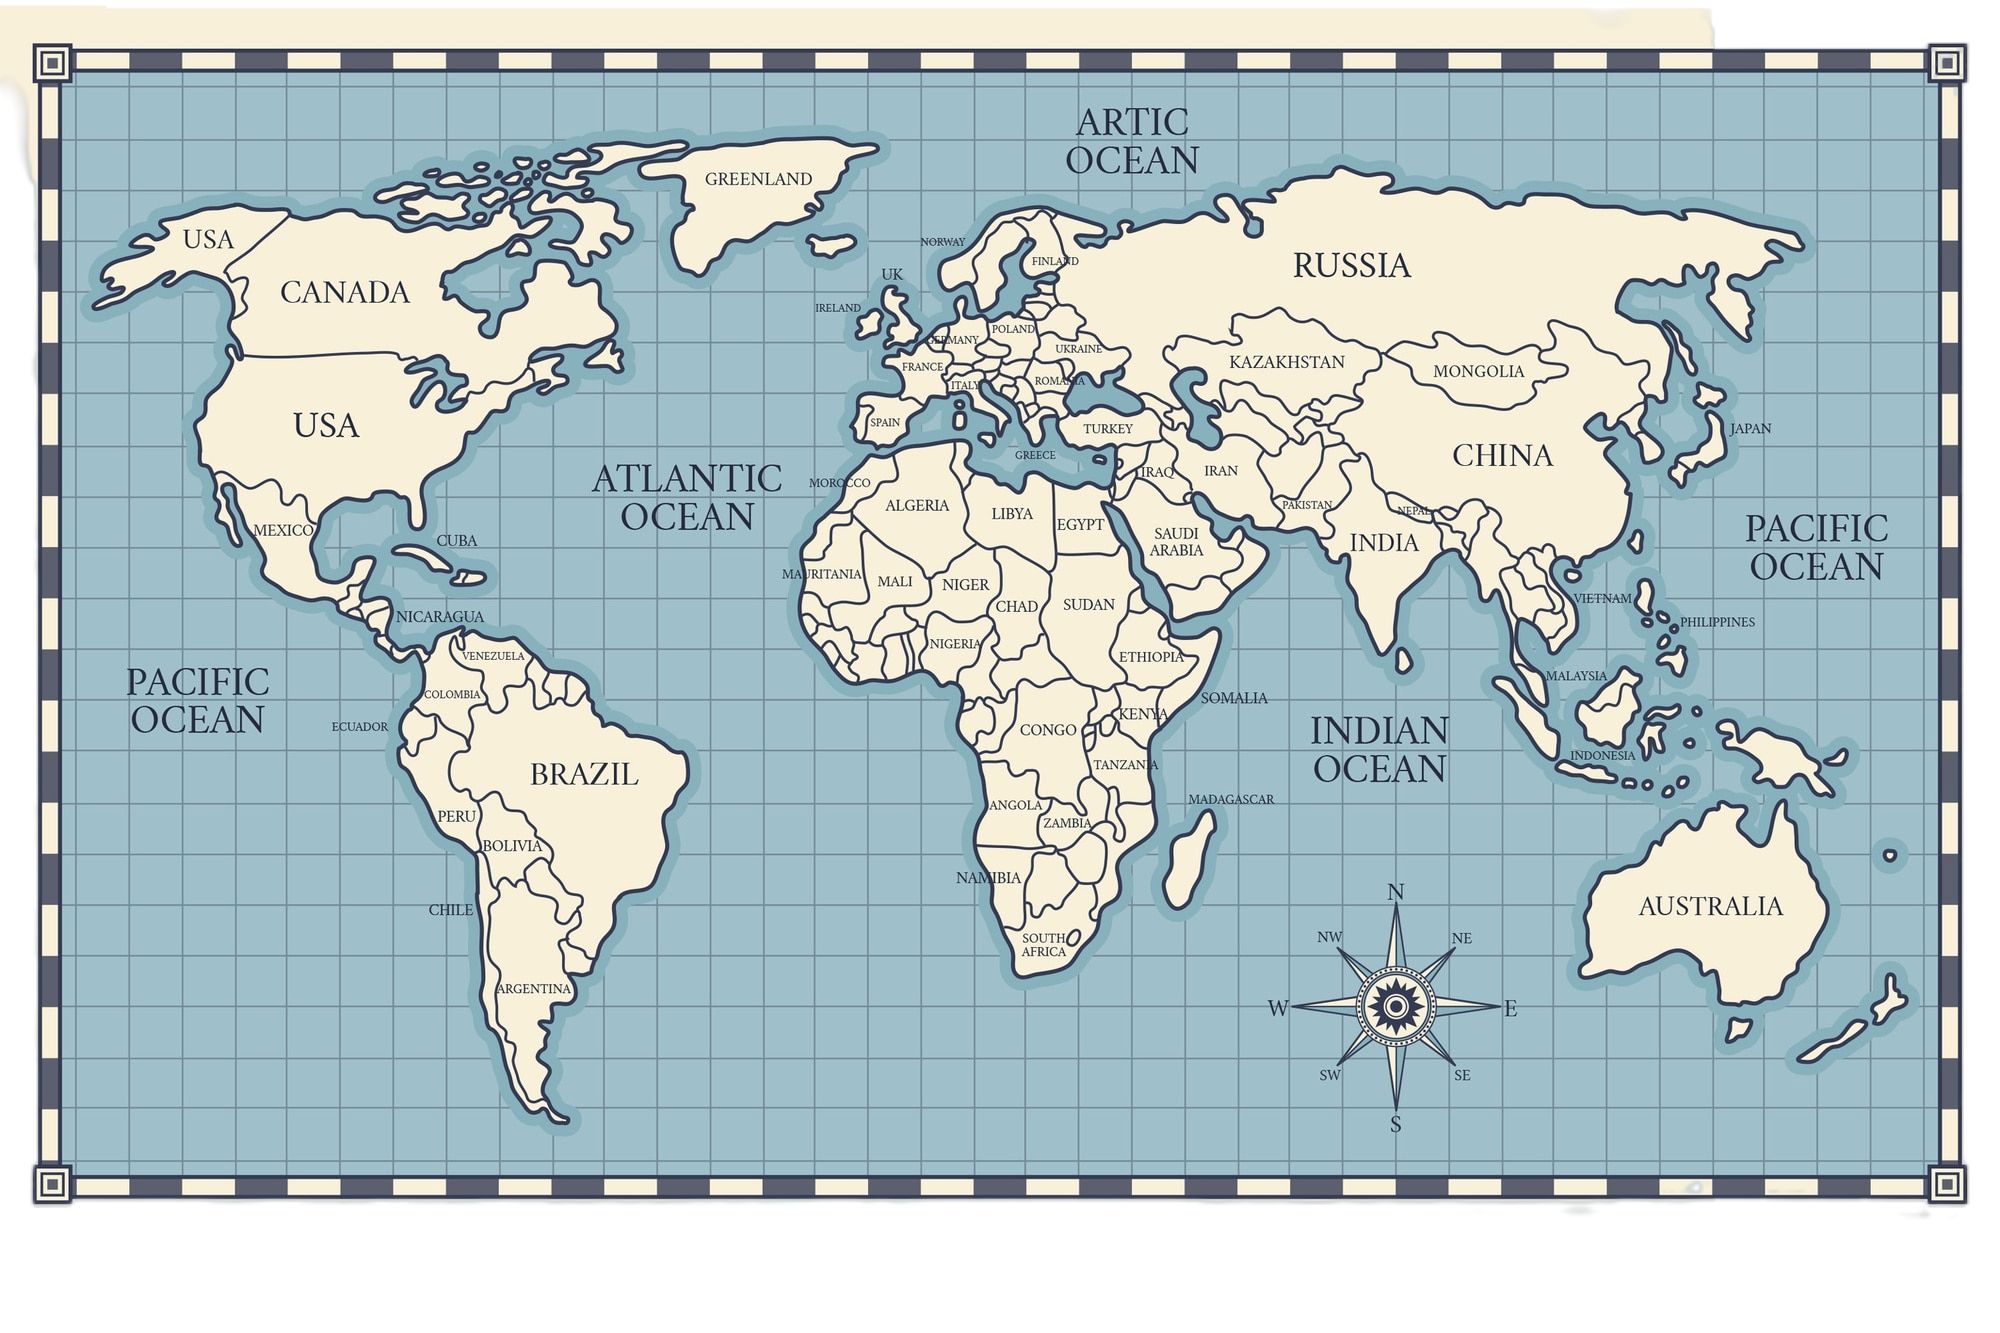 ARTIC
OCEAN
GREENLAND
USA
CANADA
NORWAY
FINLAND
RUSSIA
UK
IRELAND
GERMANY
POLAND
UKRAINE
FRANCE
ITALY
ROMANIA
KAZAKHSTAN
MONGOLIA
USA
SPAIN
TURKEY
GREECE
JAPAN
CHINA
ATLANTIC
OCEAN
MOROCCO
ALGERIA
LIBYA
EGYPT
IRAQ
IRAN
PAKISTAN
NEPAL
MEXICO
CUBA
SAUDI
ARABIA
INDIA
PACIFIC
OCEAN
MAURITANIA
MALI
NIGER
CHAD
SUDAN
VIETNAM
PHILIPPINES
NICARAGUA
NIGERIA
ETHIOPIA
VENEZUELA
COLOMBIA
MALAYSIA
PACIFIC
OCEAN
ECUADOR
SOMALIA
KENYA
CONGO
INDIAN
OCEAN
TANZANIA
INDONESIA
BRAZIL
PERU
ANGOLA
ZAMBIA
MADAGASCAR
BOLIVIA
NAMIBIA
CHILE
AUSTRALIA
SOUTH
AFRICA
ARGENTINA
N
NW
NE
W
E
SW
SE
S